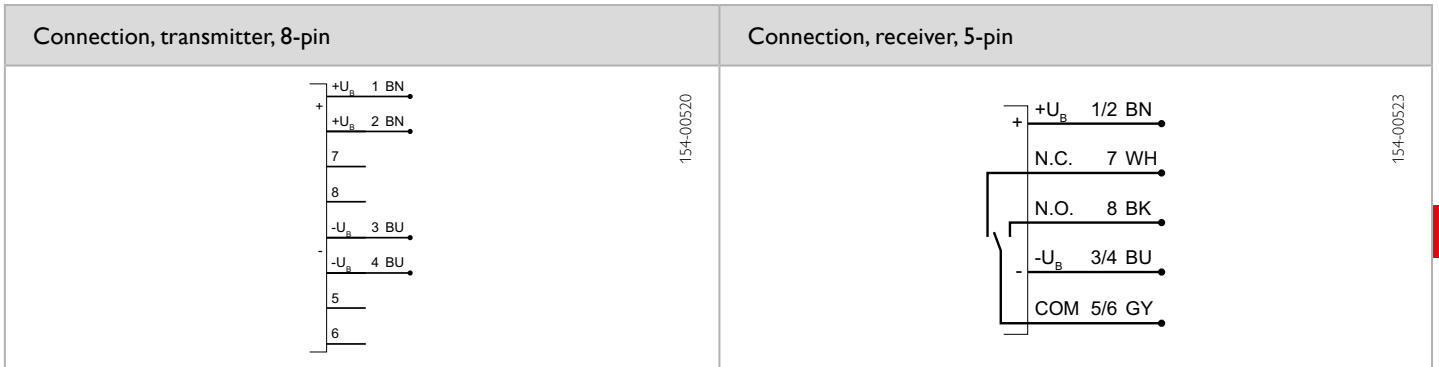 Connection, transmitter, 8-pin
+U_B 1 BN
+
+U_B 2 BN
7
8
-U_B 3 BU
-
-U_B 4 BU
5
6
154-00520
Connection, receiver, 5-pin
+U_B 1/2 BN
+
N.C. 7 WH
N.O. 8 BK
-U_B 3/4 BU
-
COM 5/6 GY
154-00523